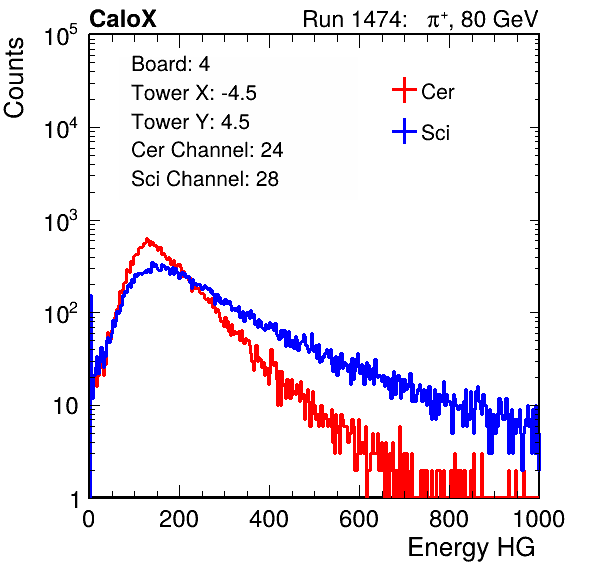 CaloX Run 1474: π⁺, 80 GeV
Counts
Board: 4
Tower X: -4.5
Tower Y: 4.5
Cer Channel: 24
Sci Channel: 28
Cer
Sci
10⁵
10⁴
10³
10²
10
1
0 200 400 600 800 1000
Energy HG